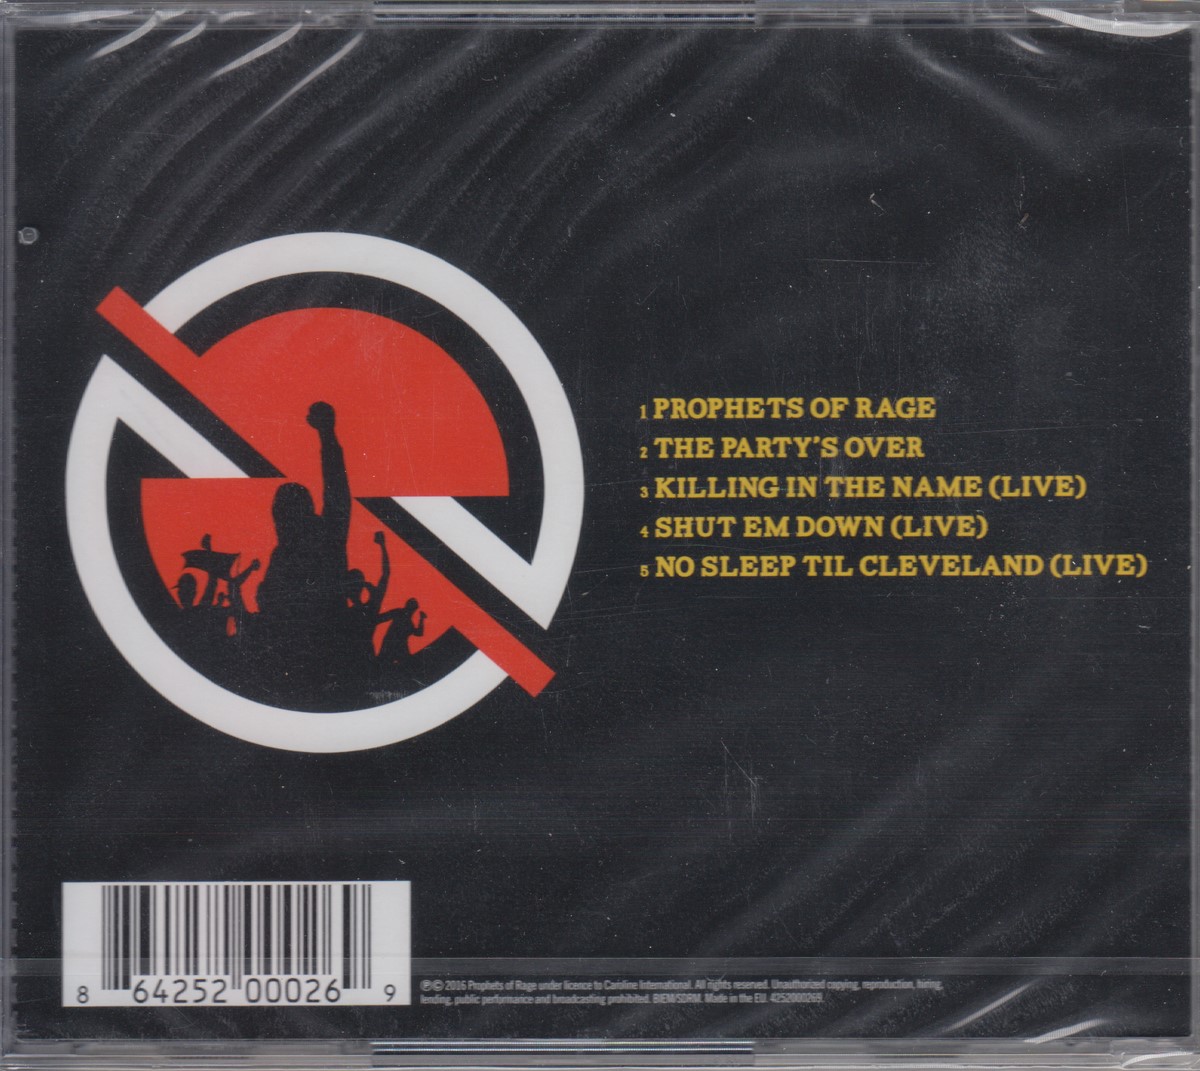 1 PROPHETS OF RAGE
2 THE PARTY'S OVER
3 KILLING IN THE NAME (LIVE)
4 SHUT EM DOWN (LIVE)
5 NO SLEEP TIL CLEVELAND (LIVE)
8 64252 00026 9
℗© 2016 Prophets of Rage under licence to Caroline International. All rights reserved. Unauthorized copying, reproduction, hiring,
lending, public performance and broadcasting prohibited. BIEM/SDRM. Made in the EU. 4252000269.